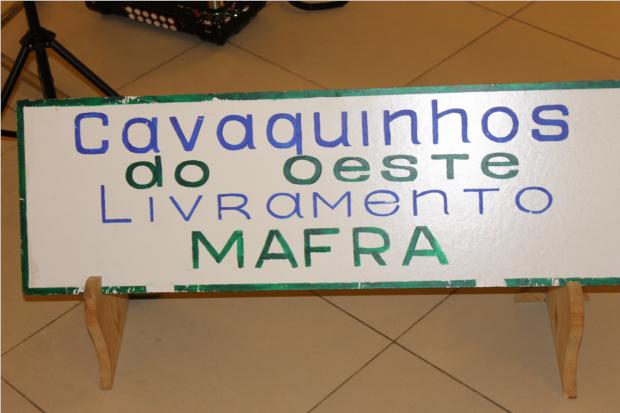 Cavaquinhos
do oeste
Livramento
MAFRA